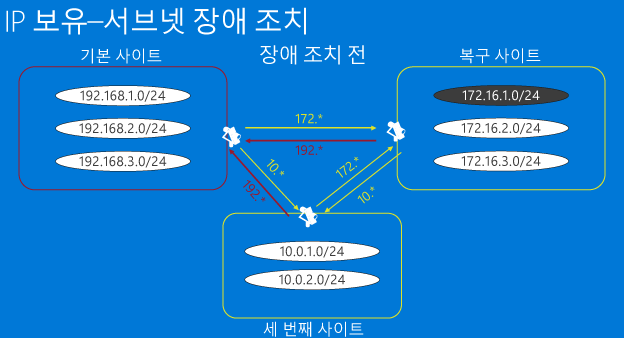 IP 보유–서브넷 장애 조치
기본 사이트
장애 조치 전
복구 사이트
192.168.1.0/24
192.168.2.0/24
192.168.3.0/24
172.16.1.0/24
172.16.2.0/24
172.16.3.0/24
172.*
192.*
10.*
192.*
172.*
10.*
10.0.1.0/24
10.0.2.0/24
세 번째 사이트